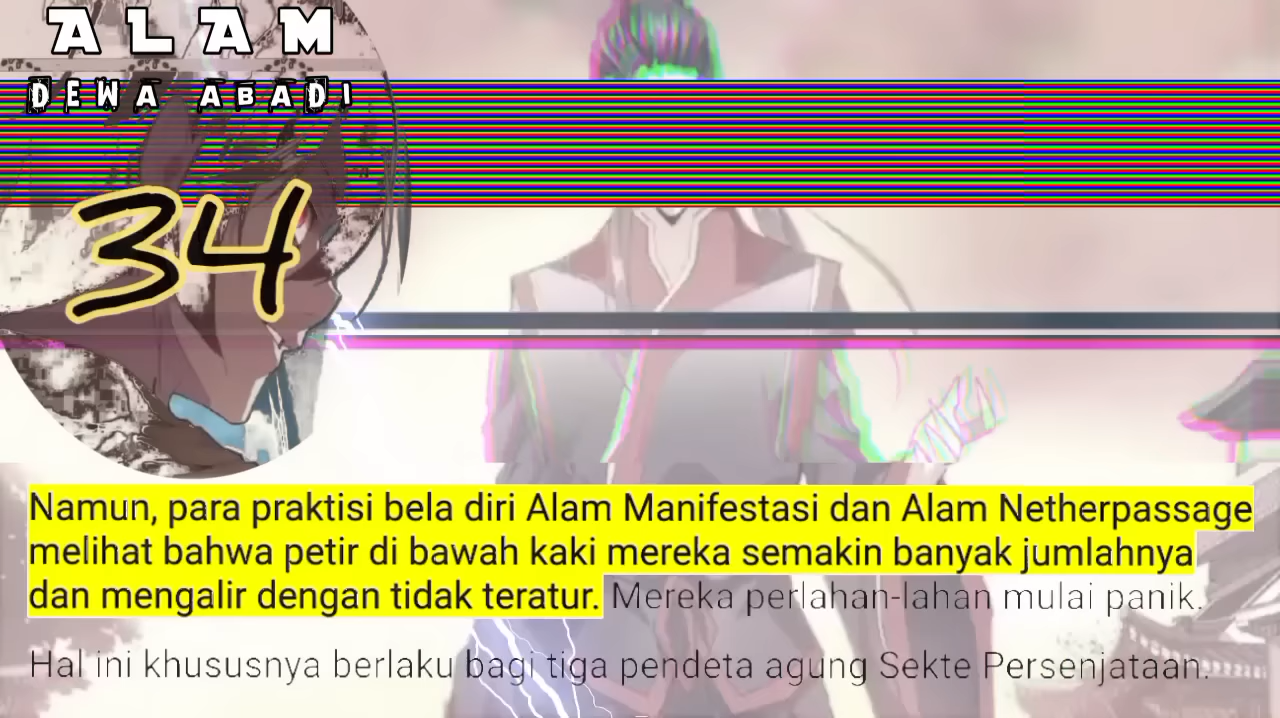 ALAM
DEWA ABADI
34
Namun, para praktisi bela diri Alam Manifestasi dan Alam Netherpassage
melihat bahwa petir di bawah kaki mereka semakin banyak jumlahnya
dan mengalir dengan tidak teratur. Mereka perlahan-lahan mulai panik.
Hal ini khususnya berlaku bagi tiga pendeta agung Sekte Persenjataan.